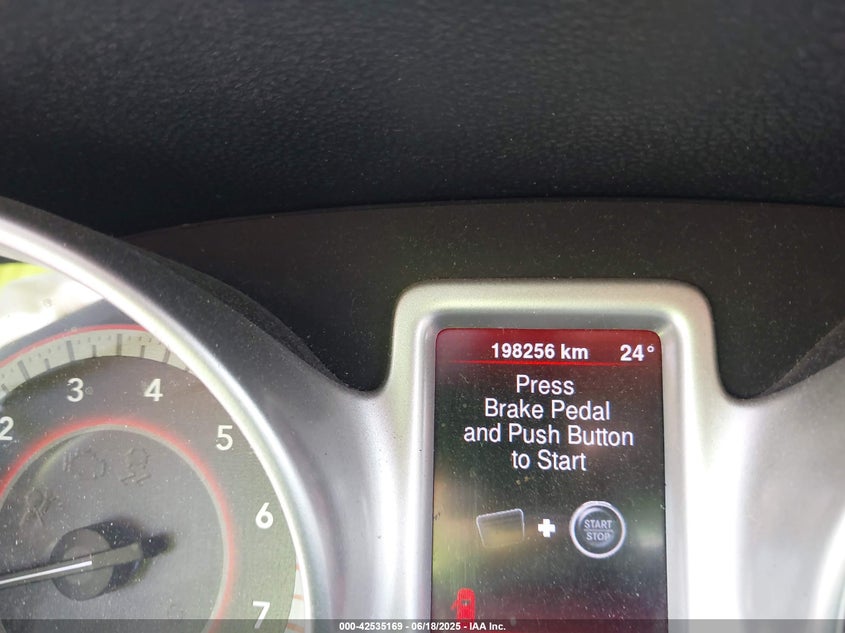 198256 km 24°
Press
Brake Pedal
and Push Button
to Start
+
START
STOP
2
3
4
5
6
7
000-42535169 - 06/18/2025 - IAA Inc.